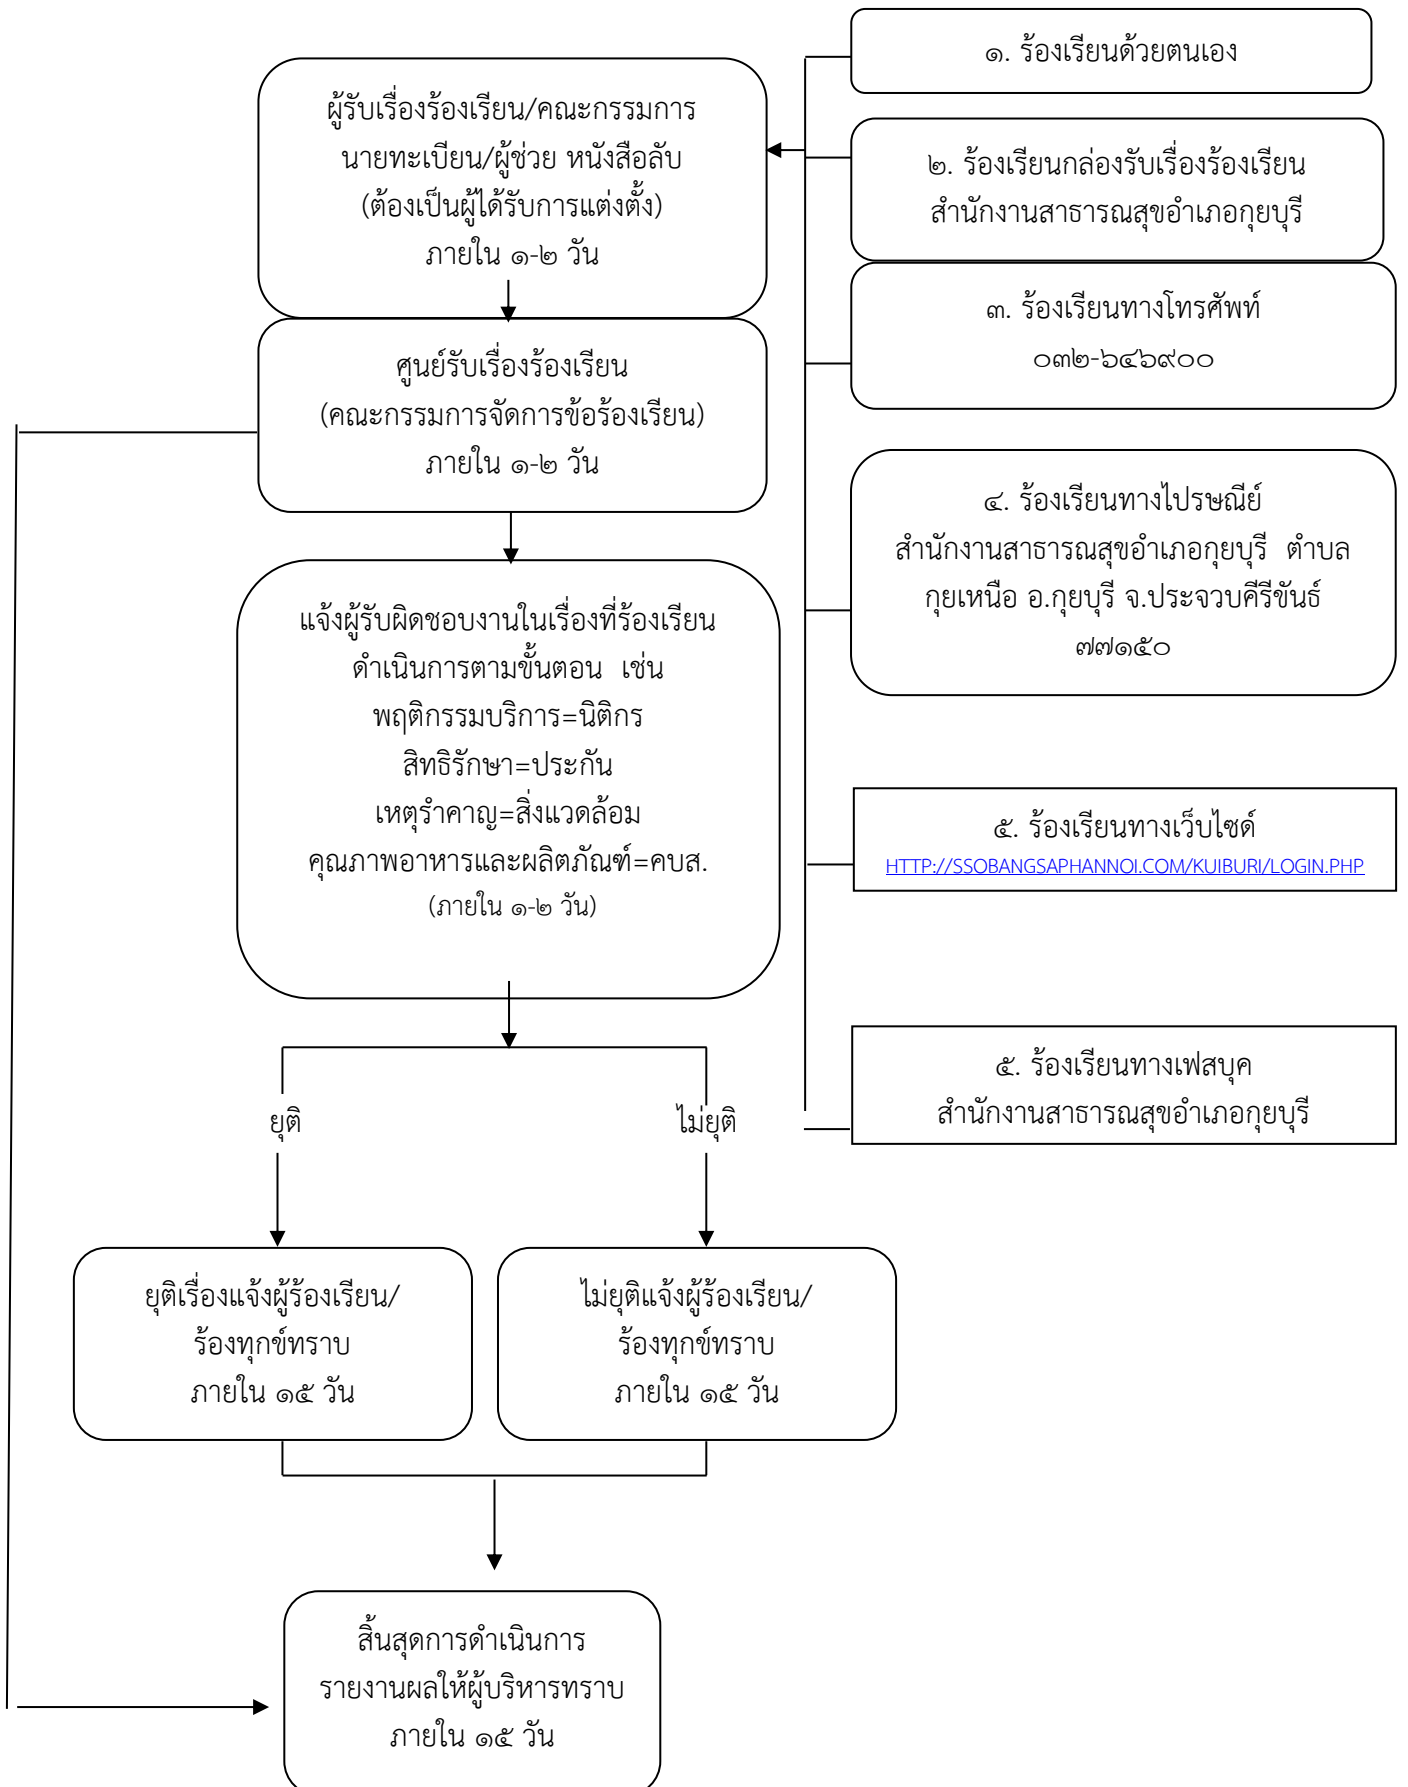 ๑. ร้องเรียนด้วยตนเอง
ผู้รับเรื่องร้องเรียน/คณะกรรมการ
นายทะเบียน/ผู้ช่วย หนังสือลับ
(ต้องเป็นผู้ได้รับการแต่งตั้ง)
ภายใน ๑-๒ วัน
๒. ร้องเรียนกล่องรับเรื่องร้องเรียน
สำนักงานสาธารณสุขอำเภอกุยบุรี
๓. ร้องเรียนทางโทรศัพท์
๐๓๒-๖๔๖๙๐๐
ศูนย์รับเรื่องร้องเรียน
(คณะกรรมการจัดการข้อร้องเรียน)
ภายใน ๑-๒ วัน
๔. ร้องเรียนทางไปรษณีย์
สำนักงานสาธารณสุขอำเภอกุยบุรี ตำบล
กุยเหนือ อ.กุยบุรี จ.ประจวบคีรีขันธ์
๗๗๑๕๐
แจ้งผู้รับผิดชอบงานในเรื่องที่ร้องเรียน
ดำเนินการตามขั้นตอน เช่น
พฤติกรรมบริการ=นิติกร
สิทธิรักษา=ประกัน
เหตุรำคาญ=สิ่งแวดล้อม
คุณภาพอาหารและผลิตภัณฑ์=คบส.
(ภายใน ๑-๒ วัน)
๕. ร้องเรียนทางเว็บไซด์
HTTP://SSOBANGSAPHANNOI.COM/KUIBURI/LOGIN.PHP
๕. ร้องเรียนทางเฟสบุค
สำนักงานสาธารณสุขอำเภอกุยบุรี
ยุติ
ไม่ยุติ
ยุติเรื่องแจ้งผู้ร้องเรียน/
ร้องทุกข์ทราบ
ภายใน ๑๕ วัน
ไม่ยุติแจ้งผู้ร้องเรียน/
ร้องทุกข์ทราบ
ภายใน ๑๕ วัน
สิ้นสุดการดำเนินการ
รายงานผลให้ผู้บริหารทราบ
ภายใน ๑๕ วัน